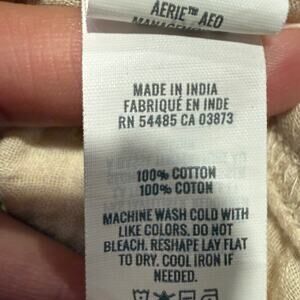 AERIE™ AEO
MANAGEMENT
MADE IN INDIA
FABRIQUÉ EN INDE
RN 54485 CA 03873
100% COTTON
100% COTON
MACHINE WASH COLD WITH
LIKE COLORS. DO NOT
BLEACH. RESHAPE LAY FLAT
TO DRY. COOL IRON IF
NEEDED.